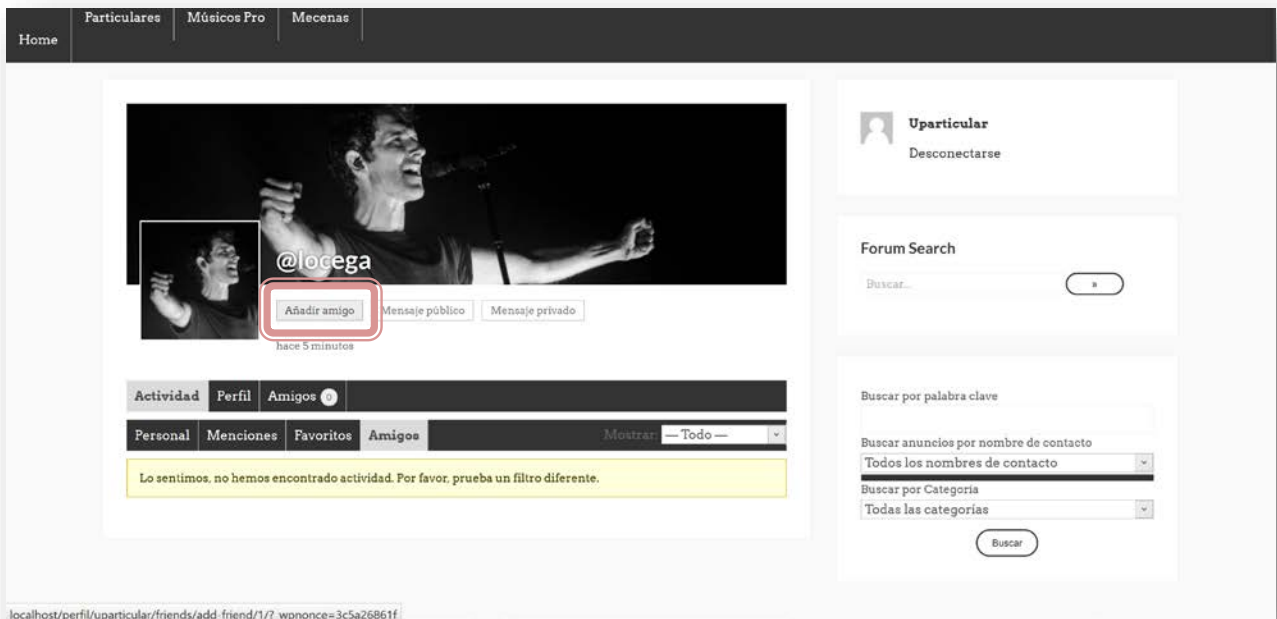 Particulares Músicos Pro Mecenas
Home
@locega
Añadir amigo Mensaje público Mensaje privado
hace 5 minutos
Actividad Perfil Amigos 0
Personal Menciones Favoritos Amigos Mostrar: — Todo —
Lo sentimos, no hemos encontrado actividad. Por favor, prueba un filtro diferente.
Uparticular
Desconectarse
Forum Search
Buscar... »
Buscar por palabra clave
Buscar anuncios por nombre de contacto
Todos los nombres de contacto
Buscar por Categoría
Todas las categorías
Buscar
localhost/perfil/uparticular/friends/add-friend/1/?_wpnonce=3c5a26861f